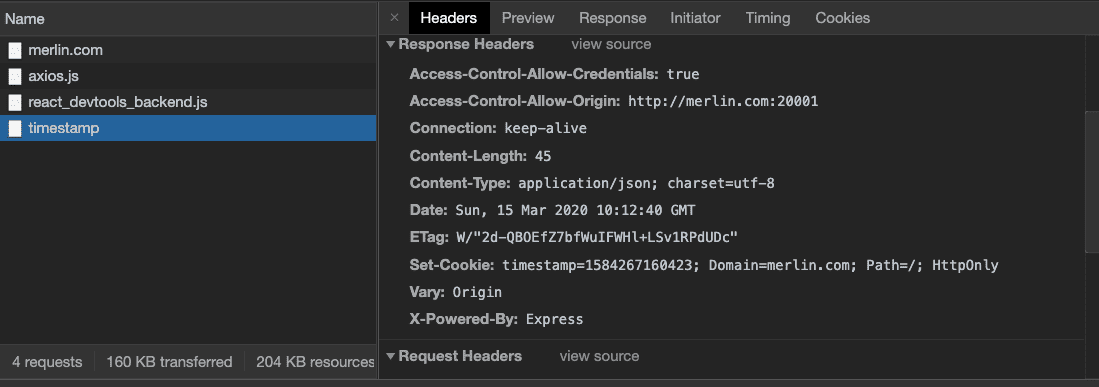 Name
merlin.com
axios.js
react_devtools_backend.js
timestamp
4 requests 160 KB transferred 204 KB resources
× Headers Preview Response Initiator Timing Cookies
▼Response Headers view source
Access-Control-Allow-Credentials: true
Access-Control-Allow-Origin: http://merlin.com:20001
Connection: keep-alive
Content-Length: 45
Content-Type: application/json; charset=utf-8
Date: Sun, 15 Mar 2020 10:12:40 GMT
ETag: W/"2d-QBOEfZ7bfWuIFWHl+LSv1RPdUDc"
Set-Cookie: timestamp=1584267160423; Domain=merlin.com; Path=/; HttpOnly
Vary: Origin
X-Powered-By: Express
▼Request Headers view source